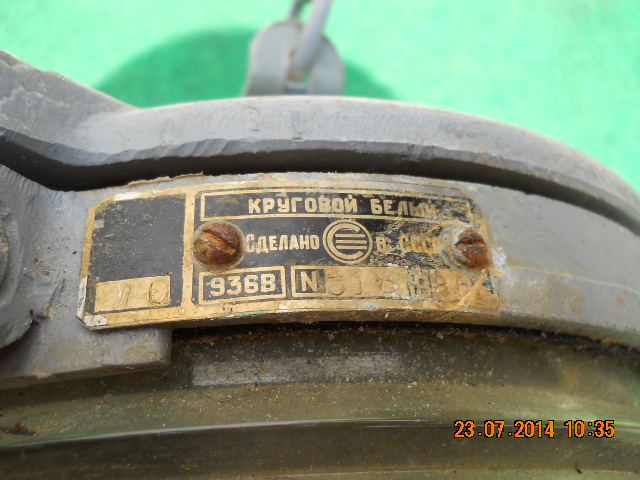 КРУГОВОЙ БЕЛЫЙ
СДЕЛАНО В СССР
936В N
23.07.2014 10:35